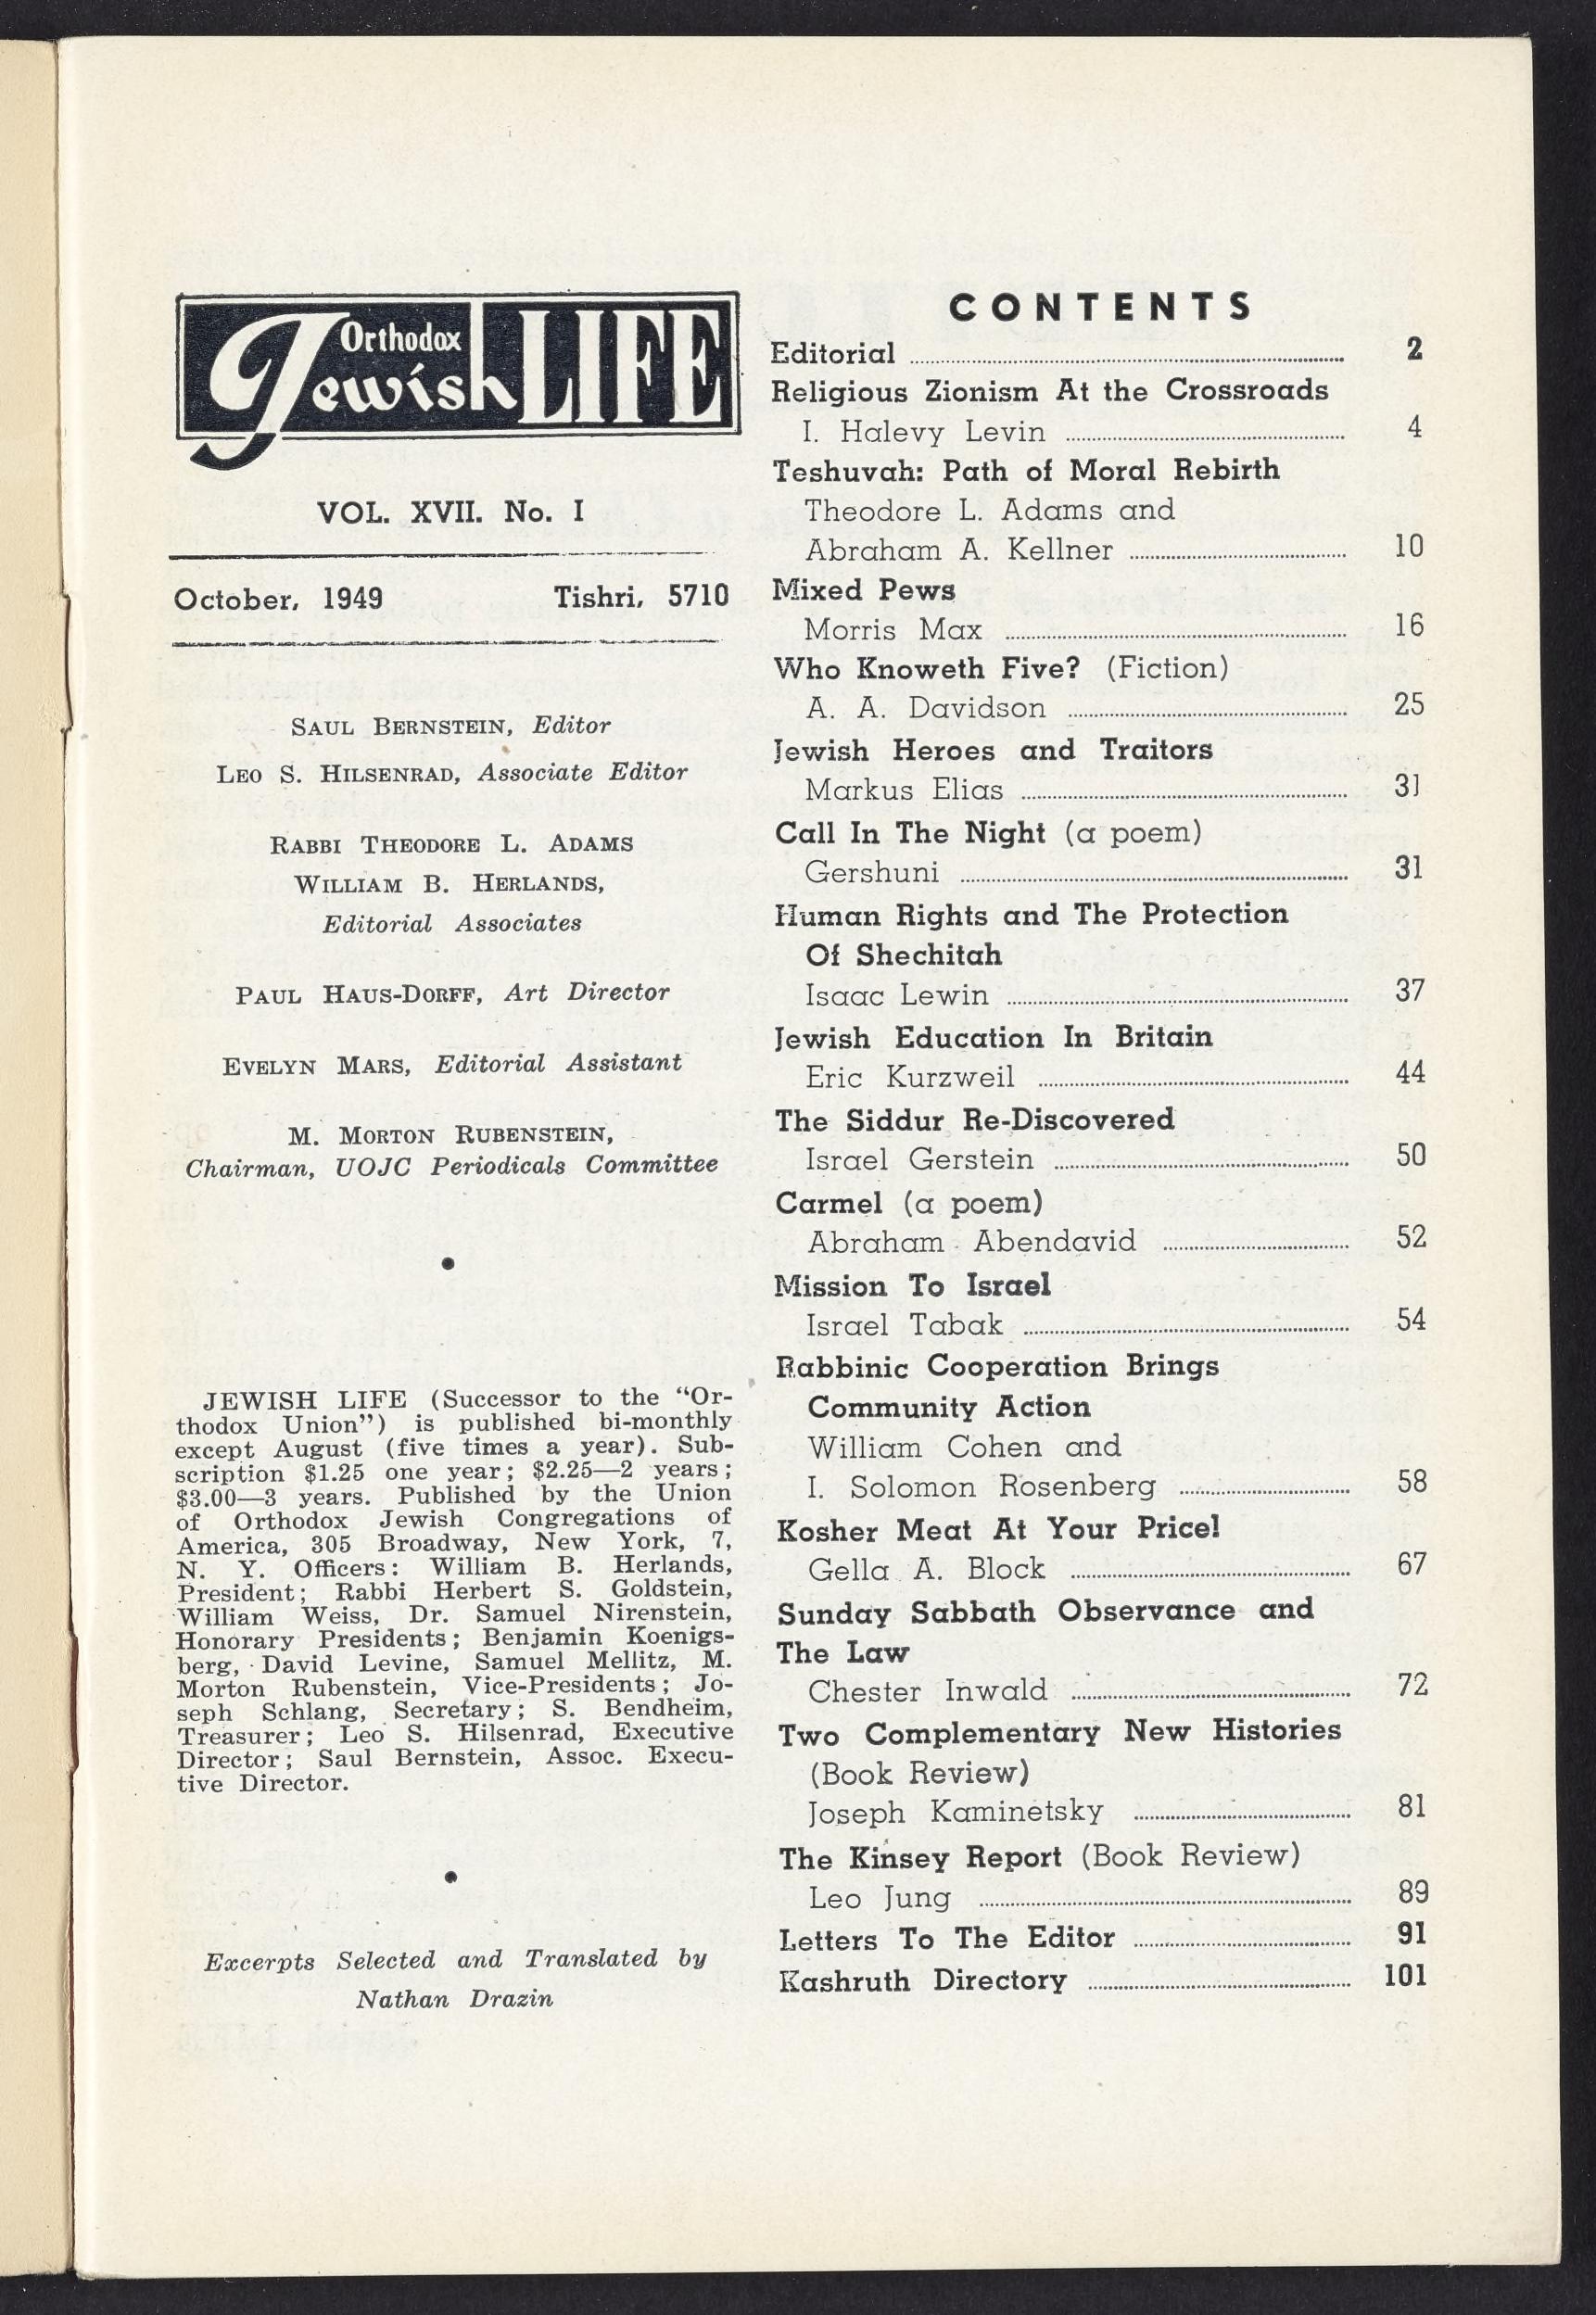 Orthodox
Jewish LIFE
VOL. XVII. No. I
October, 1949 Tishri, 5710
SAUL BERNSTEIN, Editor
LEO S. HILSENRAD, Associate Editor
RABBI THEODORE L. ADAMS
WILLIAM B. HERLANDS,
Editorial Associates
PAUL HAUS-DORFF, Art Director
EVELYN MARS, Editorial Assistant
M. MORTON RUBENSTEIN,
Chairman, UOJC Periodicals Committee
JEWISH LIFE (Successor to the "Or-
thodox Union") is published bi-monthly
except August (five times a year). Sub-
scription $1.25 one year; $2.25—2 years;
$3.00—3 years. Published by the Union
of Orthodox Jewish Congregations of
America, 305 Broadway, New York, 7,
N. Y. Officers: William B. Herlands,
President; Rabbi Herbert S. Goldstein,
William Weiss, Dr. Samuel Nirenstein,
Honorary Presidents; Benjamin Koenigs-
berg, David Levine, Samuel Mellitz, M.
Morton Rubenstein, Vice-Presidents; Jo-
seph Schlang, Secretary; S. Bendheim,
Treasurer; Leo S. Hilsenrad, Executive
Director; Saul Bernstein, Assoc. Execu-
tive Director.
Excerpts Selected and Translated by
Nathan Drazin
CONTENTS
Editorial 2
Religious Zionism At the Crossroads
I. Halevy Levin 4
Teshuvah: Path of Moral Rebirth
Theodore L. Adams and
Abraham A. Kellner 10
Mixed Pews
Morris Max 16
Who Knoweth Five? (Fiction)
A. A. Davidson 25
Jewish Heroes and Traitors
Markus Elias 31
Call In The Night (a poem)
Gershuni 31
Human Rights and The Protection
Of Shechitah
Isaac Lewin 37
Jewish Education In Britain
Eric Kurzweil 44
The Siddur Re-Discovered
Israel Gerstein 50
Carmel (a poem)
Abraham Abendavid 52
Mission To Israel
Israel Tabak 54
Rabbinic Cooperation Brings
Community Action
William Cohen and
I. Solomon Rosenberg 58
Kosher Meat At Your Price!
Gella A. Block 67
Sunday Sabbath Observance and
The Law
Chester Inwald 72
Two Complementary New Histories
(Book Review)
Joseph Kaminetsky 81
The Kinsey Report (Book Review)
Leo Jung 89
Letters To The Editor 91
Kashruth Directory 101